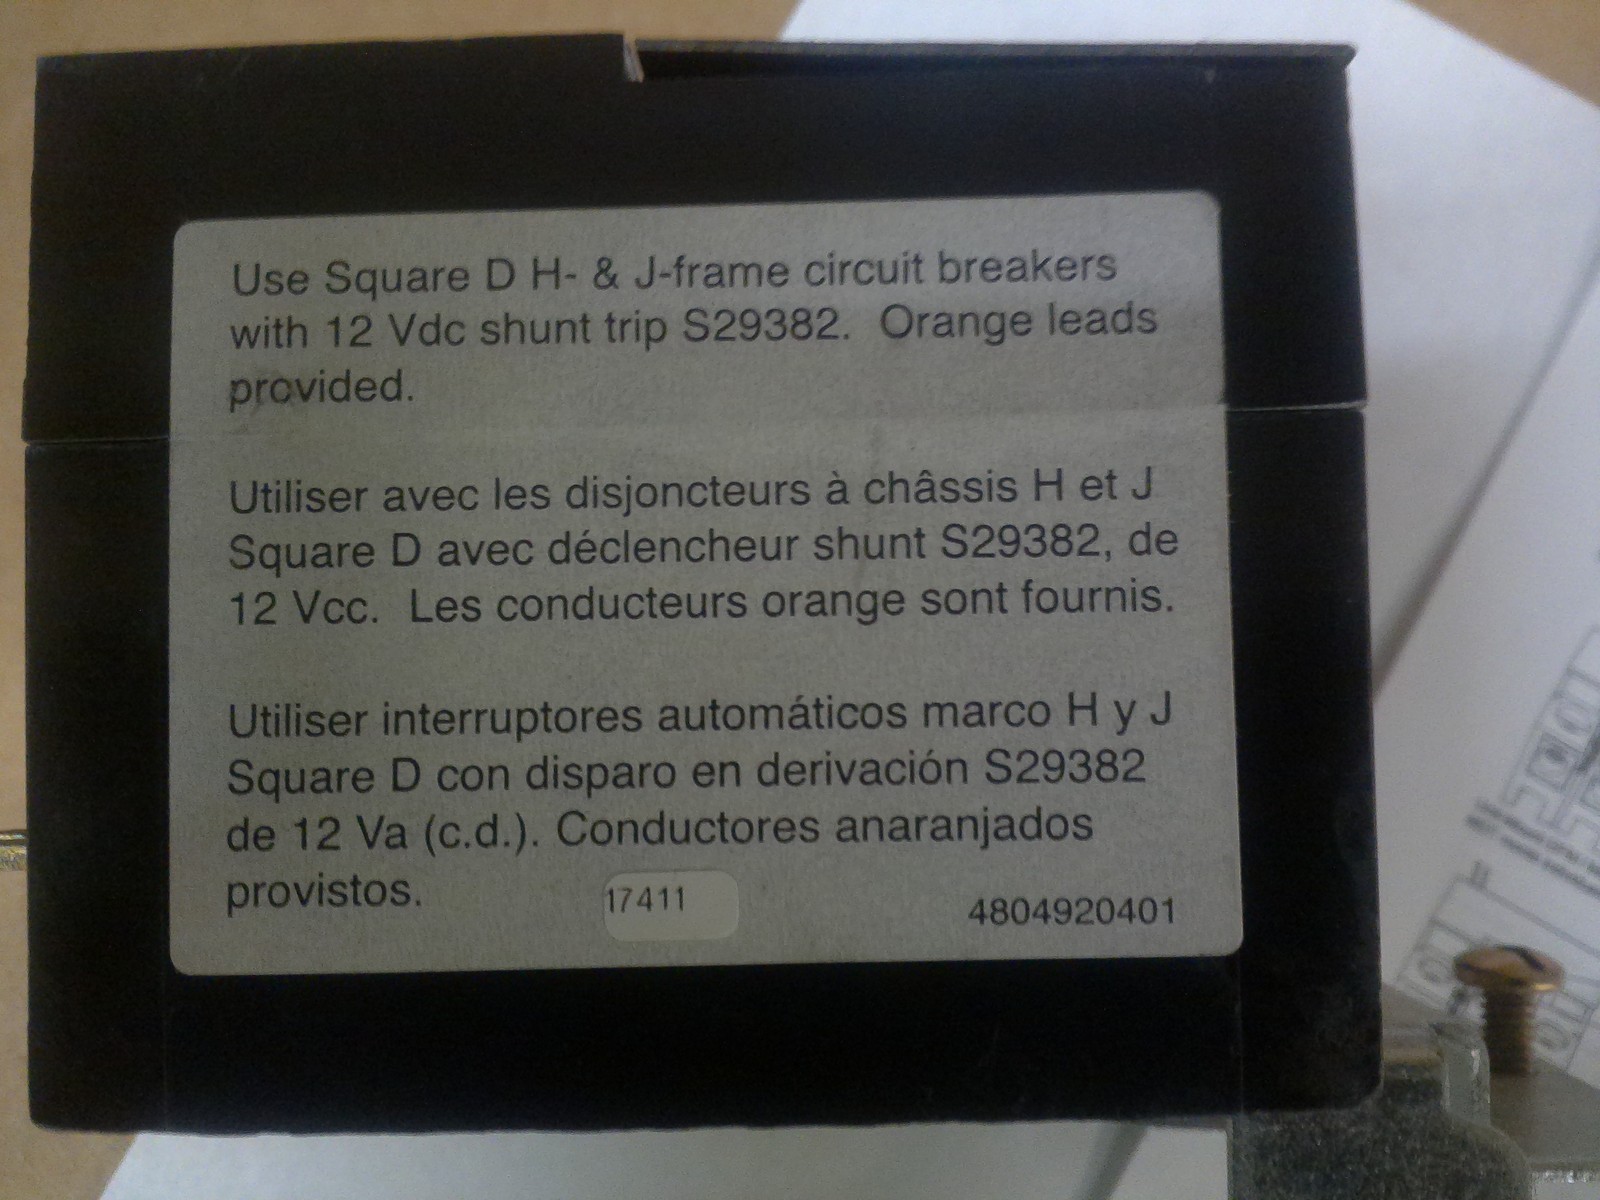 Use Square D H- & J-frame circuit breakers
with 12 Vdc shunt trip S29382. Orange leads
provided.
Utiliser avec les disjoncteurs à châssis H et J
Square D avec déclencheur shunt S29382, de
12 Vcc. Les conducteurs orange sont fournis.
Utiliser interruptores automáticos marco H y J
Square D con disparo en derivación S29382
de 12 Va (c.d.). Conductores anaranjados
provistos.
17411
4804920401